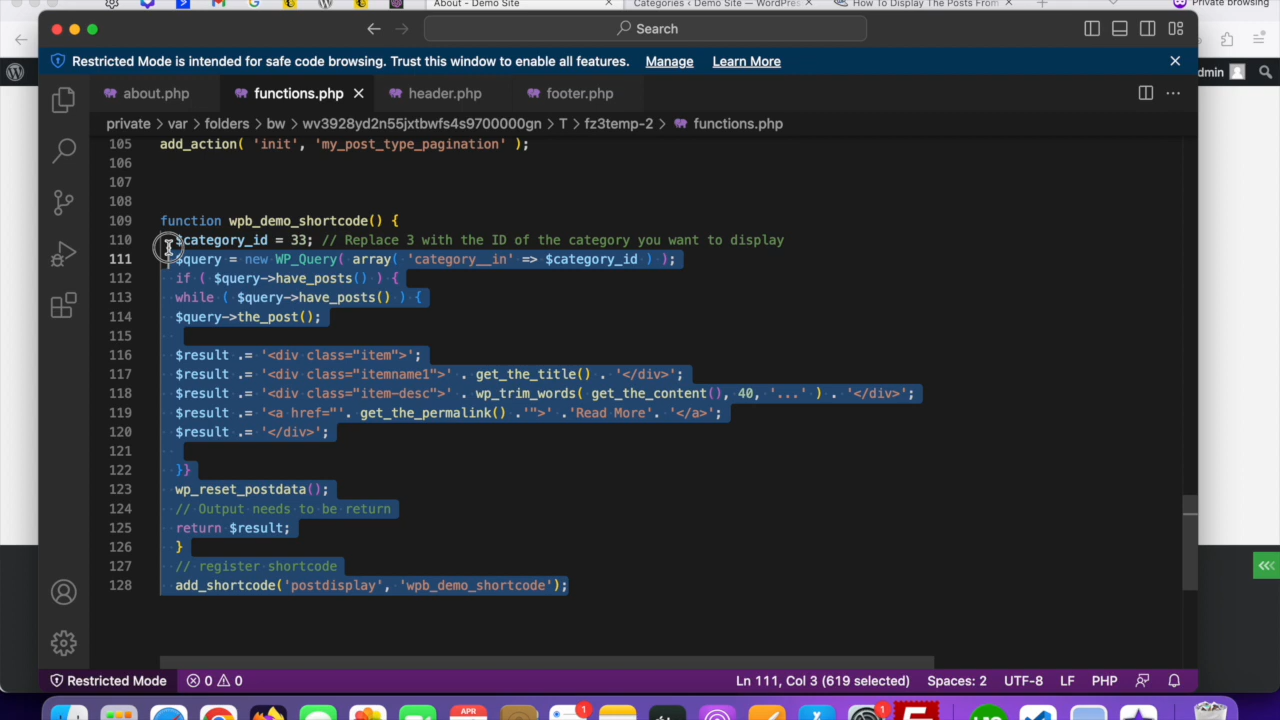 About - Demo Site
Categories ‹ Demo Site — WordPress
How To Display The Posts From
Private browsing
Search
Restricted Mode is intended for safe code browsing. Trust this window to enable all features. Manage Learn More
dmin
about.php
functions.php
header.php
footer.php
private > var > folders > bw > wv3928yd2n55jxtbwfs4s9700000gn > T > fz3temp-2 > functions.php
105 add_action( 'init', 'my_post_type_pagination' );
106
107
108
109 function wpb_demo_shortcode() {
110 $category_id = 33; // Replace 3 with the ID of the category you want to display
111 $query = new WP_Query( array( 'category__in' => $category_id ) );
112 if ( $query->have_posts() ) {
113 while ( $query->have_posts() ) {
114 $query->the_post();
115
116 $result .= '<div class="item">';
117 $result .= '<div class="itemname1">' . get_the_title() . '</div>';
118 $result .= '<div class="item-desc">' . wp_trim_words( get_the_content(), 40, '...' ) . '</div>';
119 $result .= '<a href="'. get_the_permalink() .'">' .'Read More'. '</a>';
120 $result .= '</div>';
121
122 }}
123 wp_reset_postdata();
124 // Output needs to be return
125 return $result;
126 }
127 // register shortcode
128 add_shortcode('postdisplay', 'wpb_demo_shortcode');
Restricted Mode
0 0
Ln 111, Col 3 (619 selected)
Spaces: 2
UTF-8
LF
PHP
1
APR
1